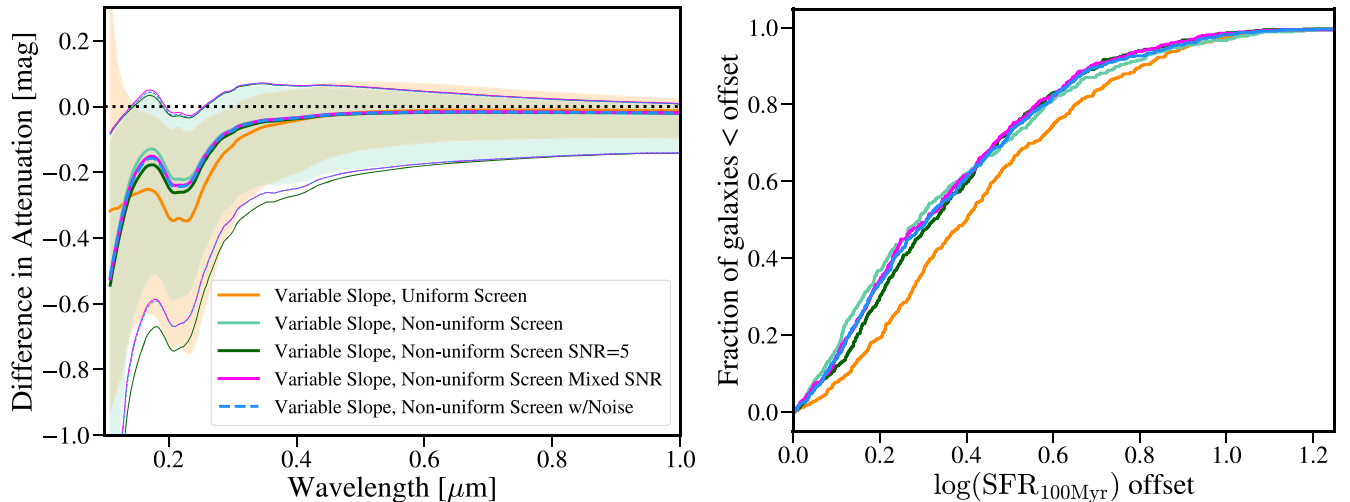 0.2
0.0
−0.2
−0.4
−0.6
−0.8
−1.0
Difference in Attenuation [mag]
0.2
0.4
0.6
0.8
1.0
Wavelength [μm]
Variable Slope, Uniform Screen
Variable Slope, Non-uniform Screen
Variable Slope, Non-uniform Screen SNR=5
Variable Slope, Non-uniform Screen Mixed SNR
Variable Slope, Non-uniform Screen w/Noise
1.0
0.8
0.6
0.4
0.2
0.0
Fraction of galaxies < offset
0.0
0.2
0.4
0.6
0.8
1.0
1.2
log(SFR₁₀₀Myr) offset